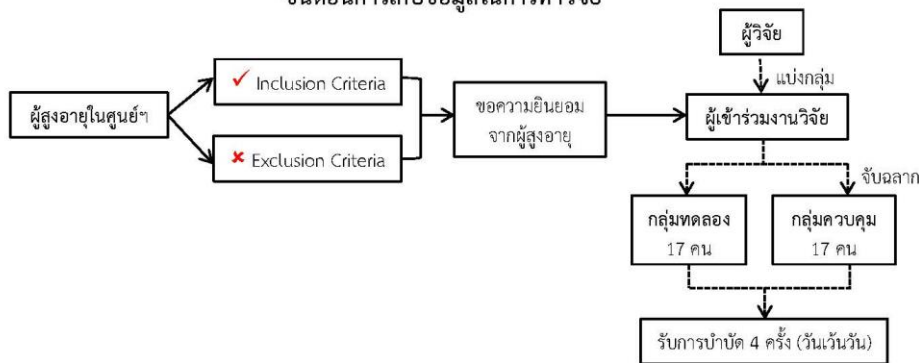 ผู้วิจัย
แบ่งกลุ่ม
ผู้สูงอายุในศูนย์ฯ
✓ Inclusion Criteria
✘ Exclusion Criteria
ขอความยินยอม
จากผู้สูงอายุ
ผู้เข้าร่วมงานวิจัย
จับฉลาก
กลุ่มทดลอง
17 คน
กลุ่มควบคุม
17 คน
รับการบำบัด 4 ครั้ง (วันเว้นวัน)